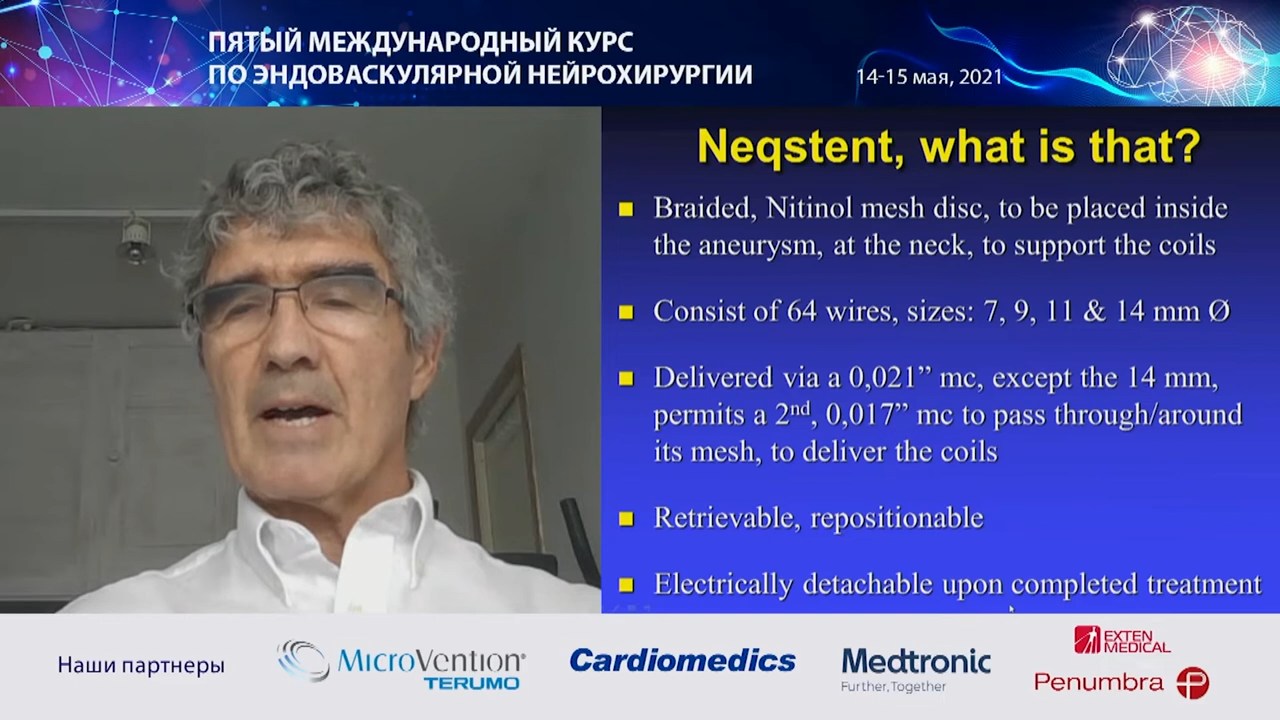 ПЯТЫЙ МЕЖДУНАРОДНЫЙ КУРС
ПО ЭНДОВАСКУЛЯРНОЙ НЕЙРОХИРУРГИИ
14-15 мая, 2021
Neqstent, what is that?
Braided, Nitinol mesh disc, to be placed inside
the aneurysm, at the neck, to support the coils
Consist of 64 wires, sizes: 7, 9, 11 & 14 mm Ø
Delivered via a 0,021” mc, except the 14 mm,
permits a 2nd, 0,017” mc to pass through/around
its mesh, to deliver the coils
Retrievable, repositionable
Electrically detachable upon completed treatment
Наши партнеры
MICROVENTION®
TERUMO
Cardiomedics
Medtronic
Further, Together
EXTEN
MEDICAL
Penumbra
P